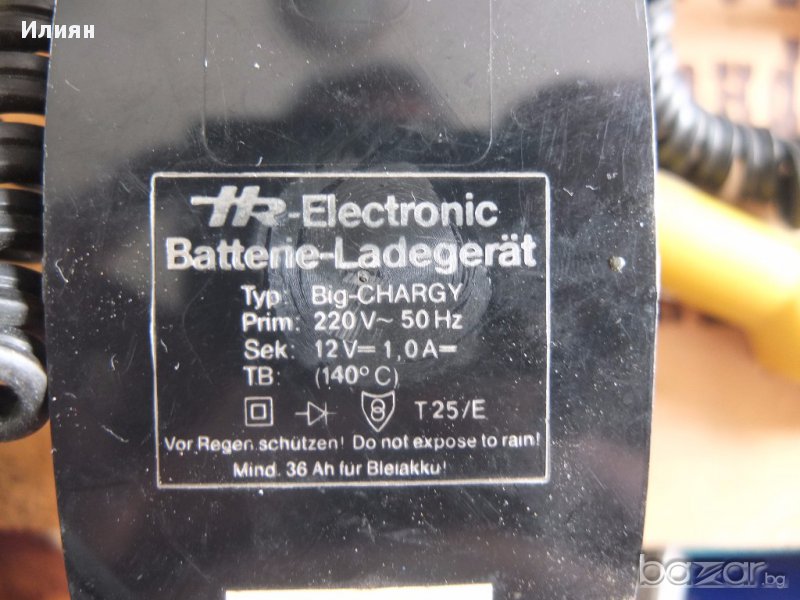 Илиян
HR-Electronic
Batterie-Ladegerät
Typ: Big-CHARGY
Prim: 220 V~ 50 Hz
Sek: 12 V= 1,0 A=
T.B: (140°C)
T 25/E
Vor Regen schützen! Do not expose to rain!
Mind. 36 Ah für Bleiakku!
bazar.bg